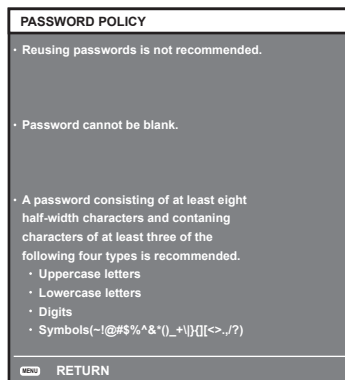 PASSWORD POLICY
・Reusing passwords is not recommended.
・Password cannot be blank.
・A password consisting of at least eight
half-width characters and contaning
characters of at least three of the
following four types is recommended.
・Uppercase letters
・Lowercase letters
・Digits
・Symbols(~!@#$%^&*()_+\|}{][<>.,/?)
MENU RETURN